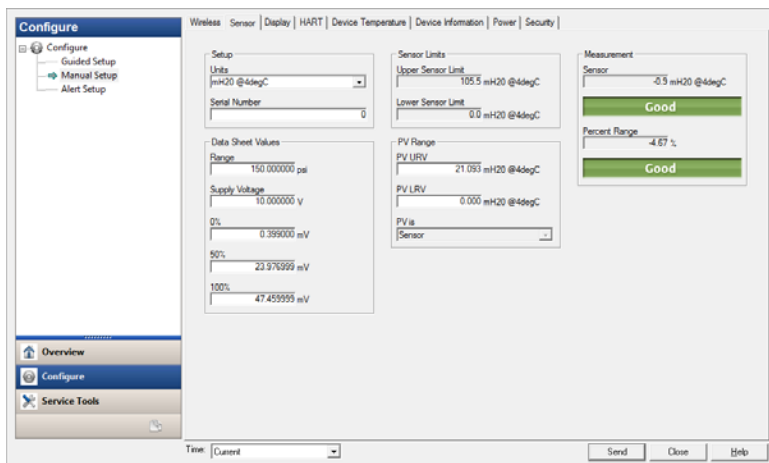 Configure
Configure
Guided Setup
Manual Setup
Alert Setup
Overview
Configure
Service Tools
Wireless Sensor Display HART Device Temperature Device Information Power Security
Setup
Units
mH20 @4degC
Serial Number
0
Data Sheet Values
Range
150.000000 psi
Supply Voltage
10.000000 V
0%
0.399000 mV
50%
23.976999 mV
100%
47.459999 mV
Sensor Limits
Upper Sensor Limit
105.5 mH20 @4degC
Lower Sensor Limit
0.0 mH20 @4degC
PV Range
PV URV
21.093 mH20 @4degC
PV LRV
0.000 mH20 @4degC
PV is
Sensor
Measurement
Sensor
-0.9 mH20 @4degC
Good
Percent Range
-4.67 %
Good
Time: Current
Send Close Help